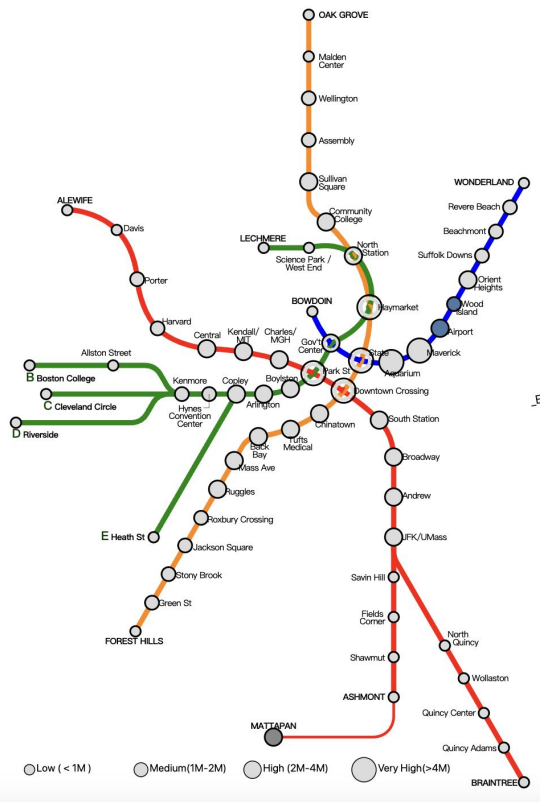 OAK GROVE
Malden
Center
Wellington
Assembly
Sullivan
Square
WONDERLAND
ALEWIFE
Revere Beach
Community
College
Davis
Beachmont
LECHMERE
North
Station
Suffolk Downs
Science Park /
West End
Porter
Orient
Heights
BOWDOIN
Wood
Island
Haymarket
Harvard
Airport
Central
Kendall/
MIT
Charles/
MGH
Gov't
Center
State
Maverick
Allston Street
Aquarium
B Boston College
Kenmore
Copley
Boylston
Park St
Downtown Crossing
C Cleveland Circle
Hynes
Convention
Center
Arlington
South Station
D Riverside
Chinatown
Tufts
Medical
Back
Bay
Broadway
Mass Ave
Ruggles
Andrew
Roxbury Crossing
E Heath St
JFK/UMass
Jackson Square
Stony Brook
Savin Hill
Green St
Fields
Corner
FOREST HILLS
North
Quincy
Shawmut
Wollaston
ASHMONT
Quincy Center
MATTAPAN
Quincy Adams
Low ( < 1M )
Medium(1M-2M)
High (2M-4M)
Very High(>4M)
BRAINTREE